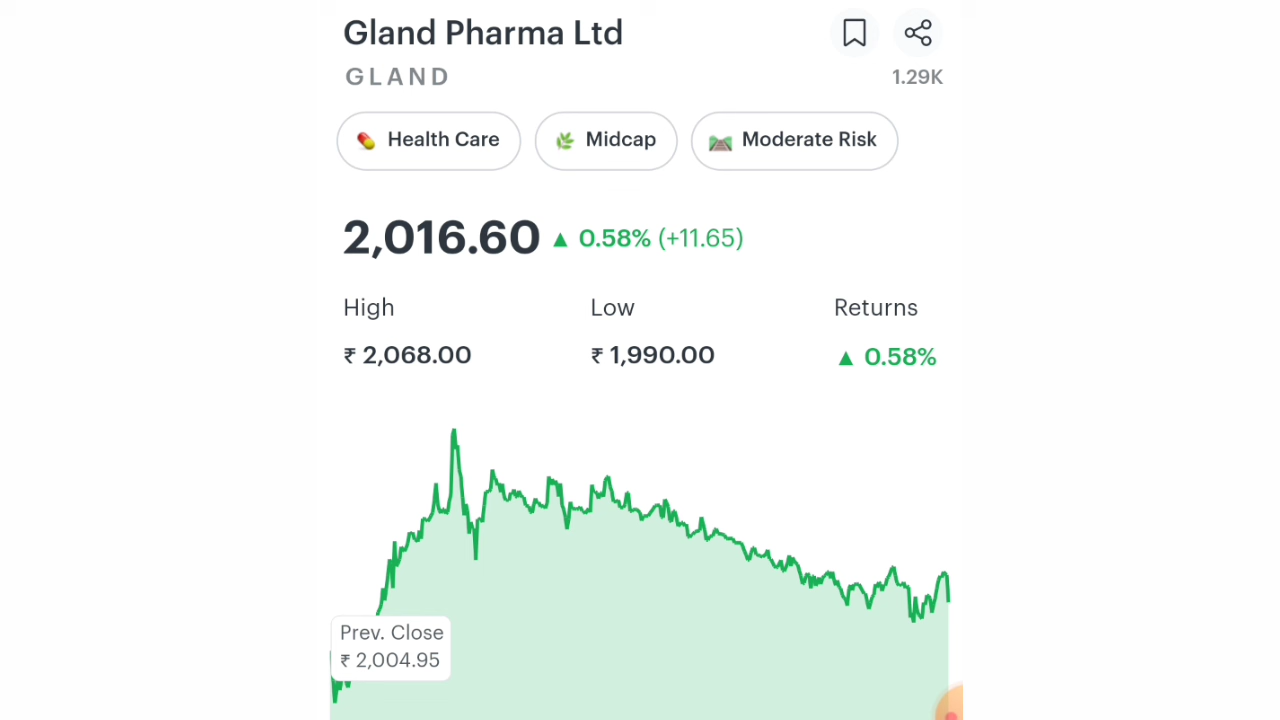 Gland Pharma Ltd
GLAND
1.29K
Health Care
Midcap
Moderate Risk
2,016.60 ▲ 0.58% (+11.65)
High
Low
Returns
₹ 2,068.00
₹ 1,990.00
▲ 0.58%
Prev. Close
₹ 2,004.95